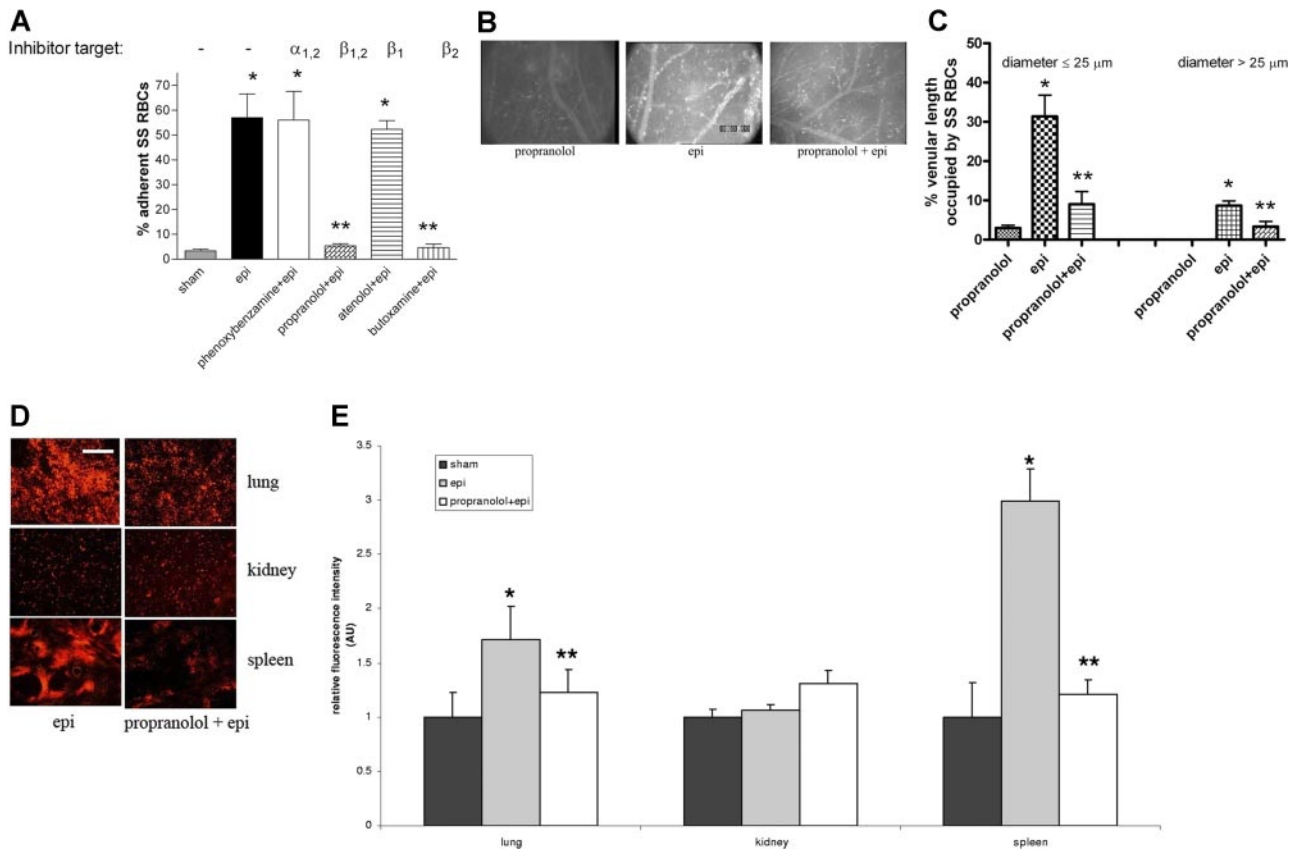 A
Inhibitor target: - - α1,2 β1,2 β1 β2
% adherent SS RBCs
70
60
50
40
30
20
10
0
* * ** * **
sham
epi
phenoxybenzamine+epi
propranolol+epi
atenolol+epi
butoxamine+epi
B
propranolol
epi
propranolol + epi
C
% venular length
occupied by SS RBCs
50
40
30
20
10
0
diameter ≤ 25 μm
diameter > 25 μm
* ** * **
propranolol
epi
propranolol+epi
propranolol
epi
propranolol+epi
D
lung
kidney
spleen
epi
propranolol + epi
E
relative fluorescence intensity
(AU)
3.5
3
2.5
2
1.5
1
0.5
0
sham
epi
propranolol+epi
* ** * **
lung
kidney
spleen